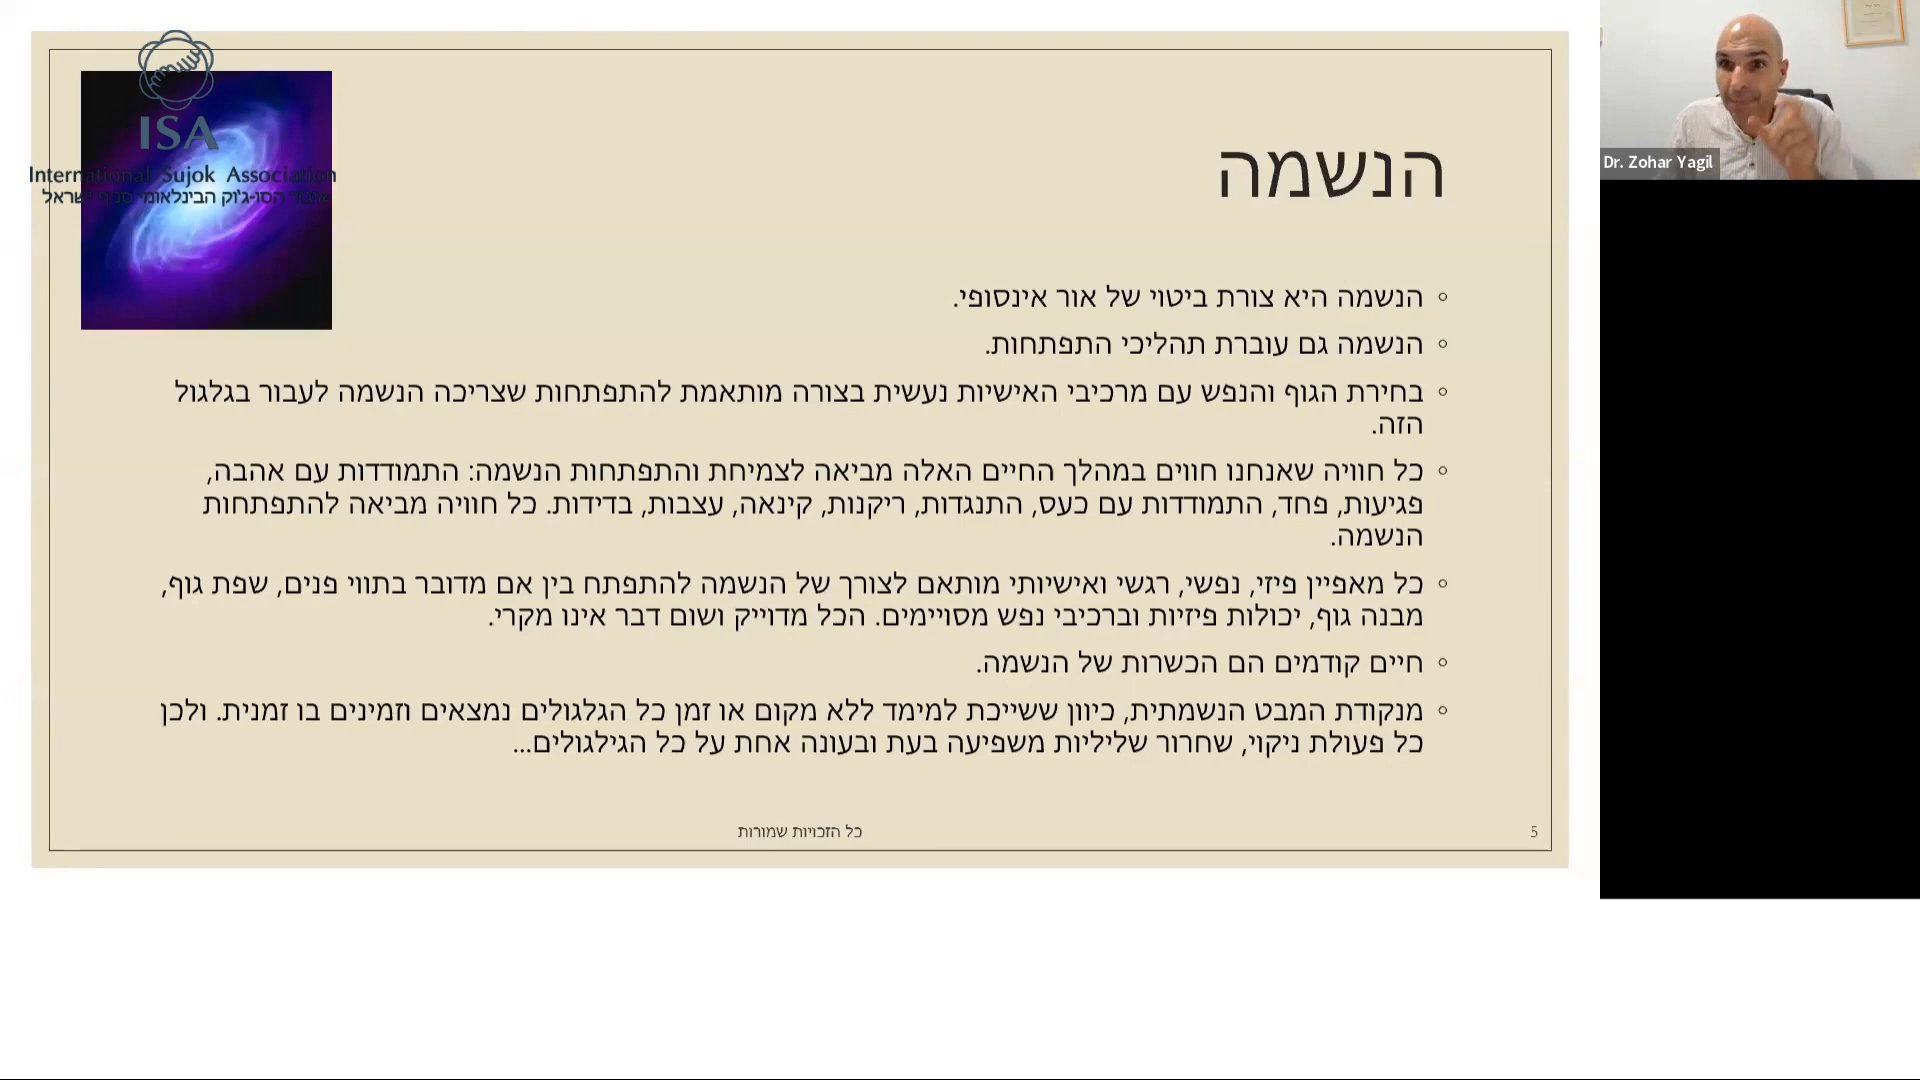 ISA
International Sujok Association
איגוד הסו-ג'וק הבינלאומי סניף ישראל
הנשמה
הנשמה היא צורת ביטוי של אור אינסופי.
הנשמה גם עוברת תהליכי התפתחות.
בחירת הגוף והנפש עם מרכיבי האישיות נעשית בצורה מותאמת להתפתחות שצריכה הנשמה לעבור בגלגול
הזה.
כל חוויה שאנחנו חווים במהלך החיים האלה מביאה לצמיחת והתפתחות הנשמה: התמודדות עם אהבה,
פגיעות, פחד, התמודדות עם כעס, התנגדות, ריקנות, קינאה, עצבות, בדידות. כל חוויה מביאה להתפתחות
הנשמה.
כל מאפיין פיזי, נפשי, רגשי ואישיותי מותאם לצורך של הנשמה להתפתח בין אם מדובר בתווי פנים, שפת גוף,
מבנה גוף, יכולות פיזיות וברכיבי נפש מסויימים. הכל מדוייק ושום דבר אינו מקרי.
חיים קודמים הם הכשרות של הנשמה.
מנקודת המבט הנשמתית, כיוון ששייכת למימד ללא מקום או זמן כל הגלגולים נמצאים וזמינים בו זמנית. ולכן
כל פעולת ניקוי, שחרור שליליות משפיעה בעת ובעונה אחת על כל הגילגולים...
כל הזכויות שמורות
5
Dr. Zohar Yagil